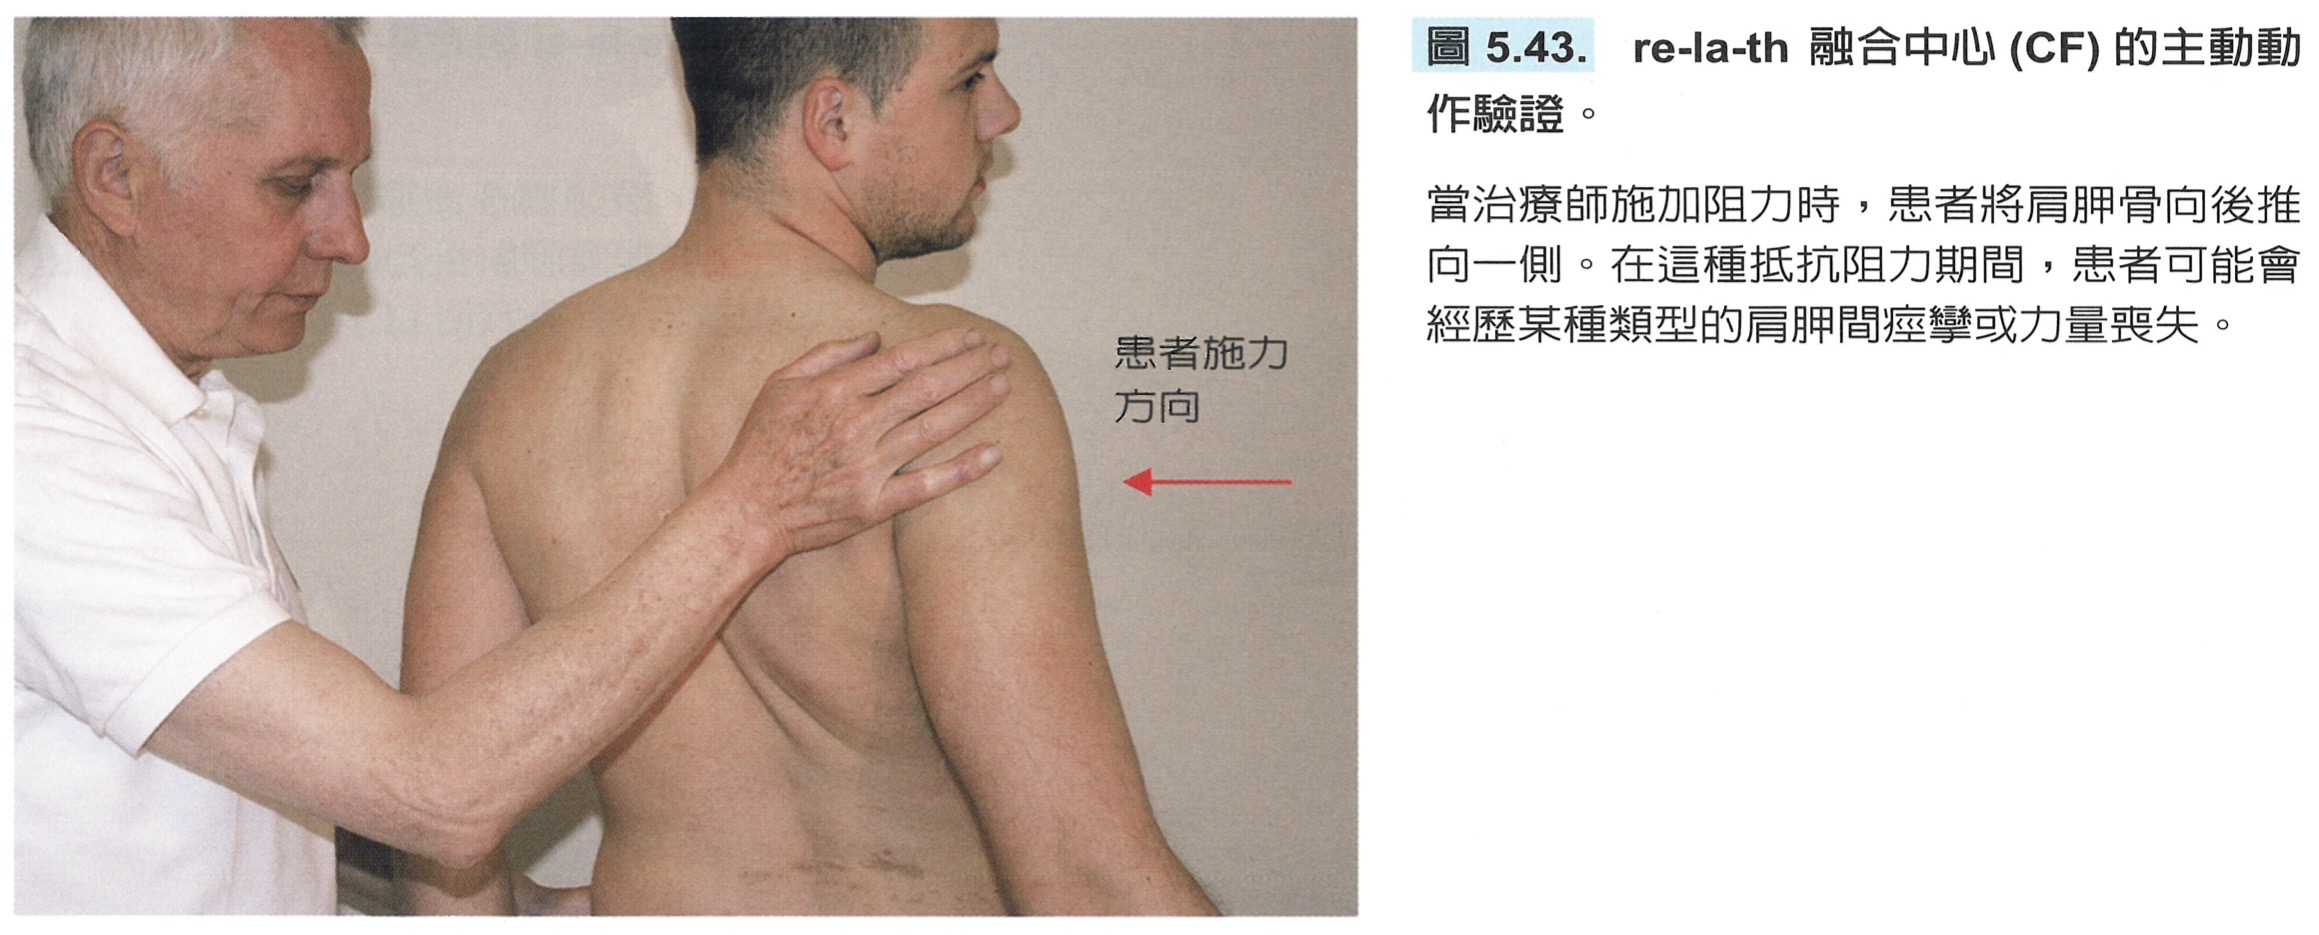 患者施力
方向
圖 5.43. re-la-th 融合中心 (CF) 的主動動
作驗證。
當治療師施加阻力時，患者將肩胛骨向後推
向一側。在這種抵抗阻力期間，患者可能會
經歷某種類型的肩胛間痙攣或力量喪失。